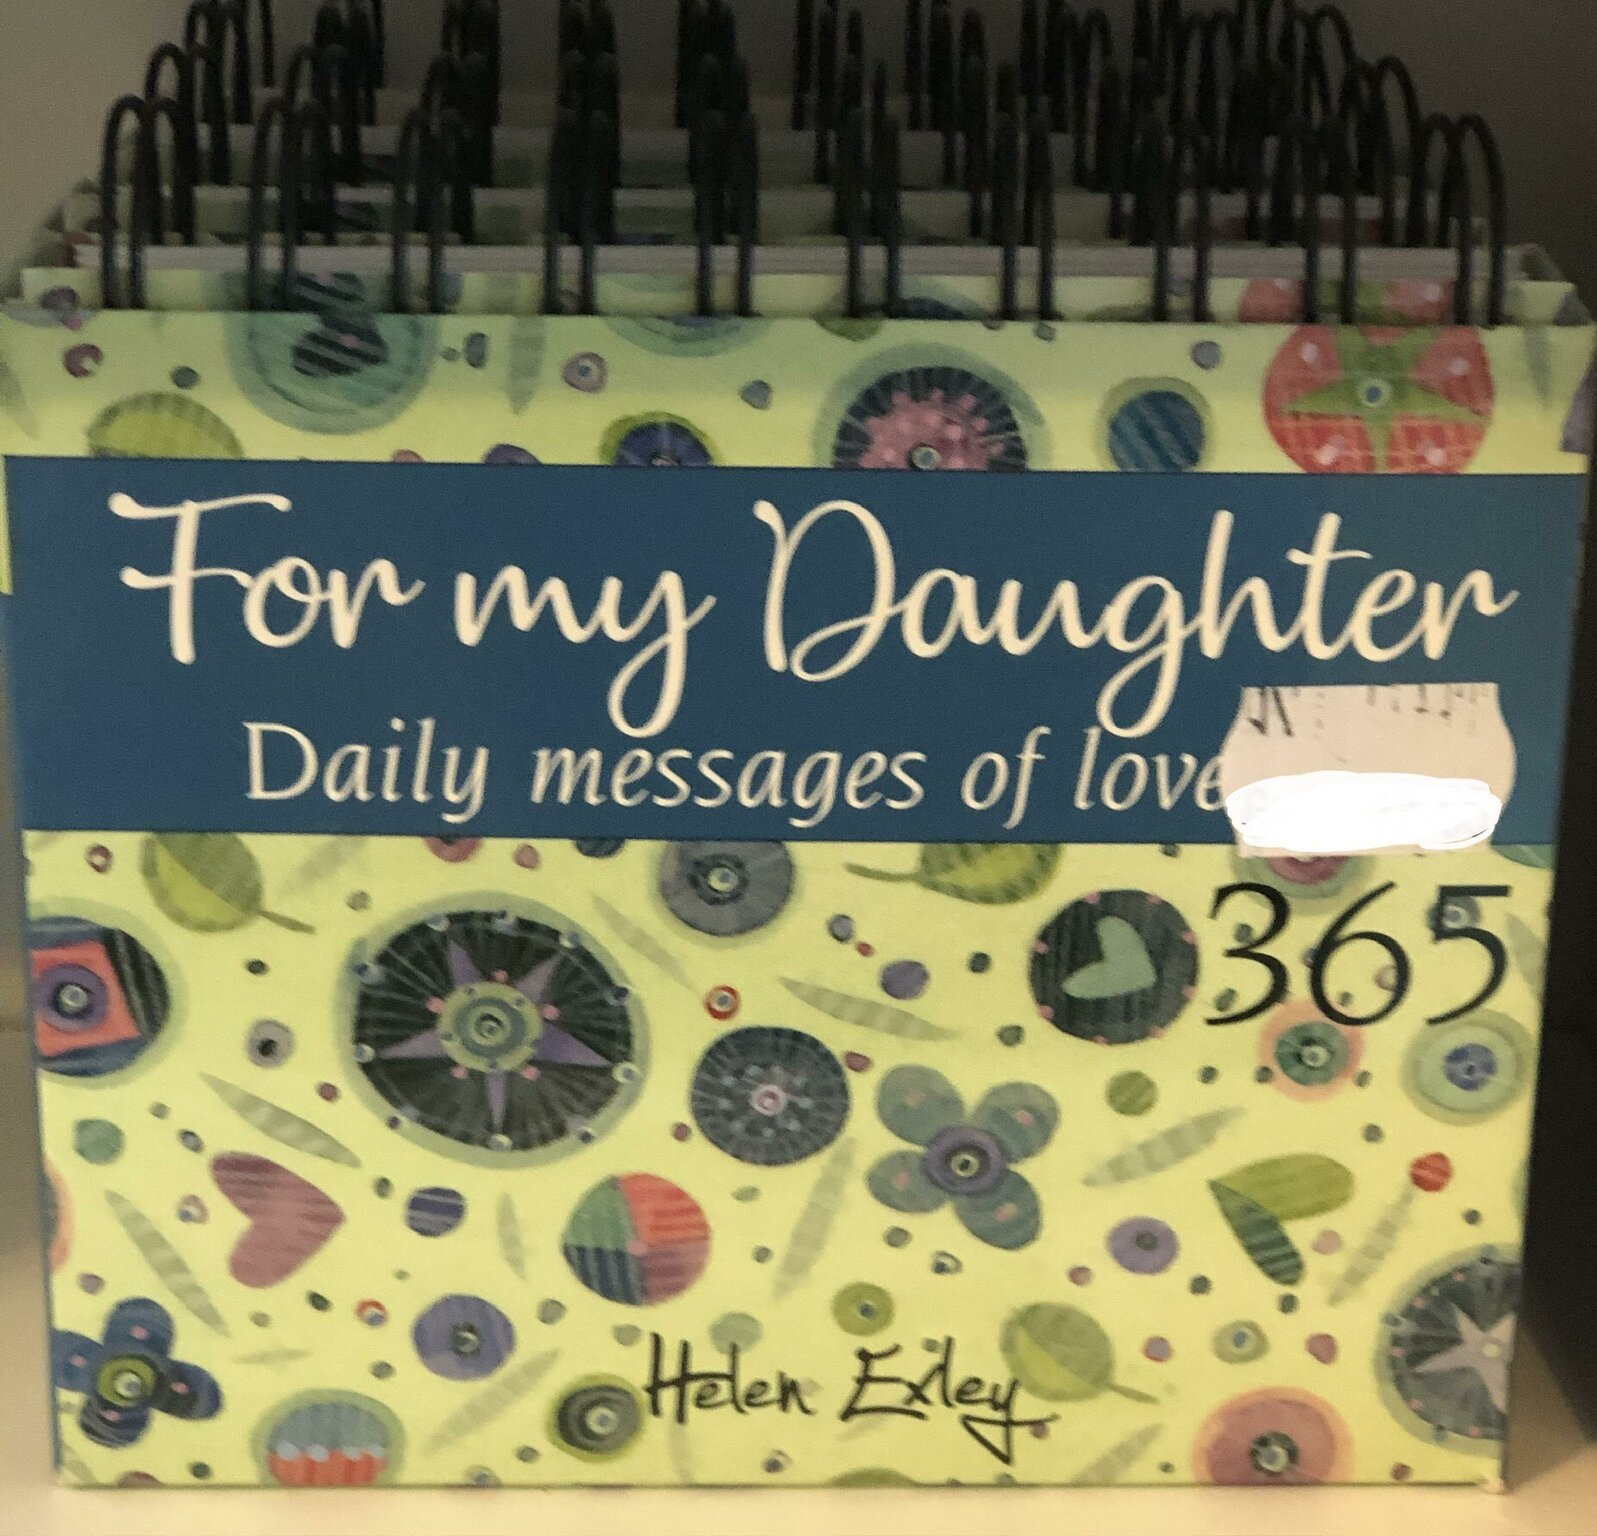 For my Daughter
Daily messages of love
365
Helen Exley